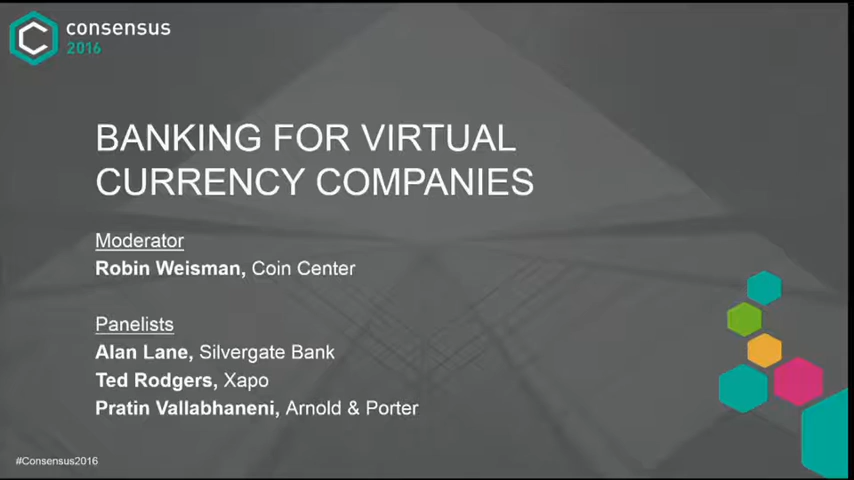 consensus
2016
BANKING FOR VIRTUAL
CURRENCY COMPANIES
Moderator
Robin Weisman, Coin Center
Panelists
Alan Lane, Silvergate Bank
Ted Rodgers, Xapo
Pratin Vallabhaneni, Arnold & Porter
#Consensus2016